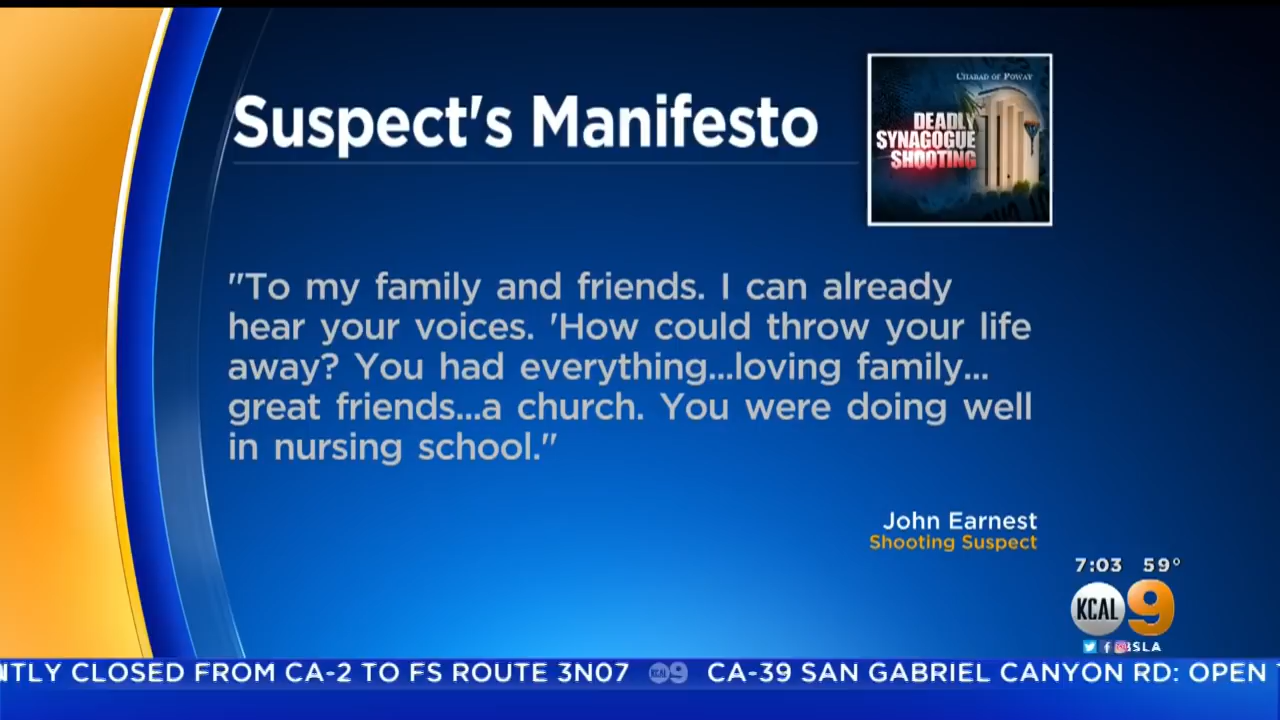 CHABAD OF POWAY
Suspect's Manifesto
DEADLY
SYNAGOGUE
SHOOTING
"To my family and friends. I can already
hear your voices. 'How could throw your life
away? You had everything...loving family...
great friends...a church. You were doing well
in nursing school."
John Earnest
Shooting Suspect
7:03 59°
KCAL 9
NTLY CLOSED FROM CA-2 TO FS ROUTE 3N07 KCAL 9 CA-39 SAN GABRIEL CANYON RD: OPEN